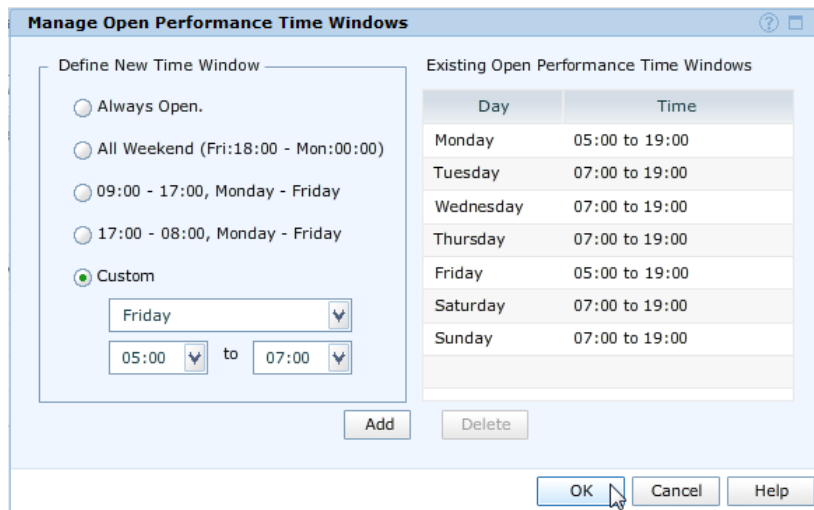 Manage Open Performance Time Windows
Define New Time Window
Always Open.
All Weekend (Fri:18:00 - Mon:00:00)
09:00 - 17:00, Monday - Friday
17:00 - 08:00, Monday - Friday
Custom
Friday
05:00 to 07:00
Add
Existing Open Performance Time Windows
Day Time
Monday 05:00 to 19:00
Tuesday 07:00 to 19:00
Wednesday 07:00 to 19:00
Thursday 07:00 to 19:00
Friday 05:00 to 19:00
Saturday 07:00 to 19:00
Sunday 07:00 to 19:00
Delete
OK Cancel Help